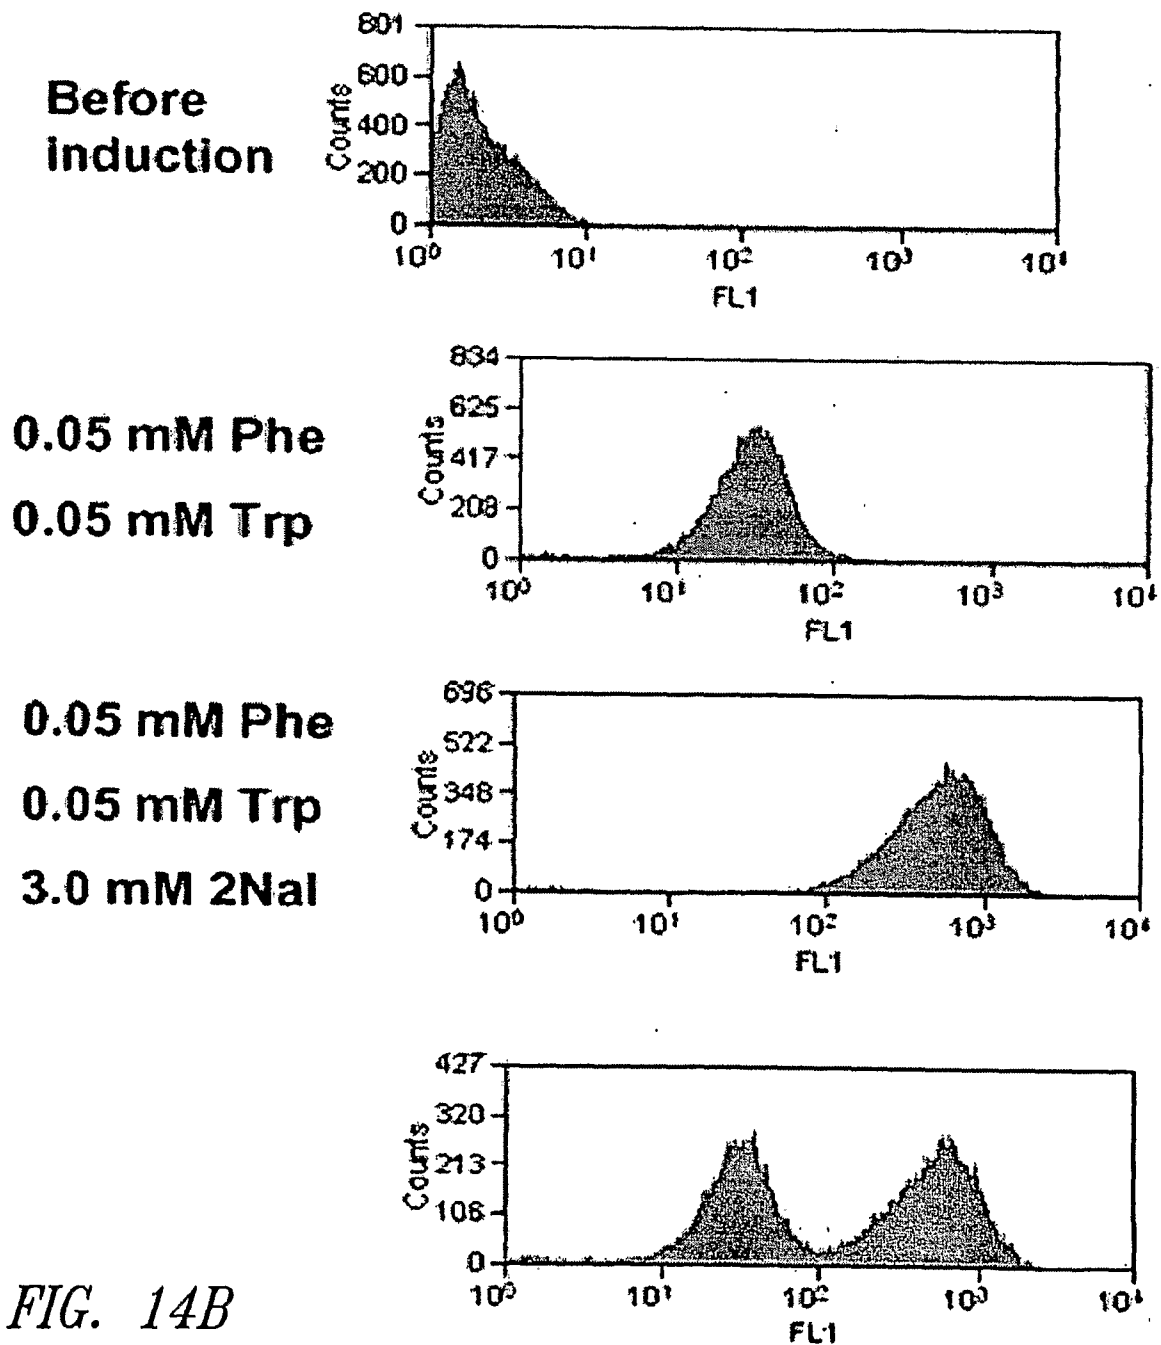 Before
induction
801
600
400
200
0
Counts
10⁰ 10¹ 10² 10³ 10⁴
FL1
0.05 mM Phe
0.05 mM Trp
834
625
417
208
0
Counts
10⁰ 10¹ 10² 10³ 10⁴
FL1
0.05 mM Phe
0.05 mM Trp
3.0 mM 2Nal
696
522
348
174
0
Counts
10⁰ 10¹ 10² 10³ 10⁴
FL1
427
320
213
106
0
Counts
10⁰ 10¹ 10² 10³ 10⁴
FL1
FIG. 14B